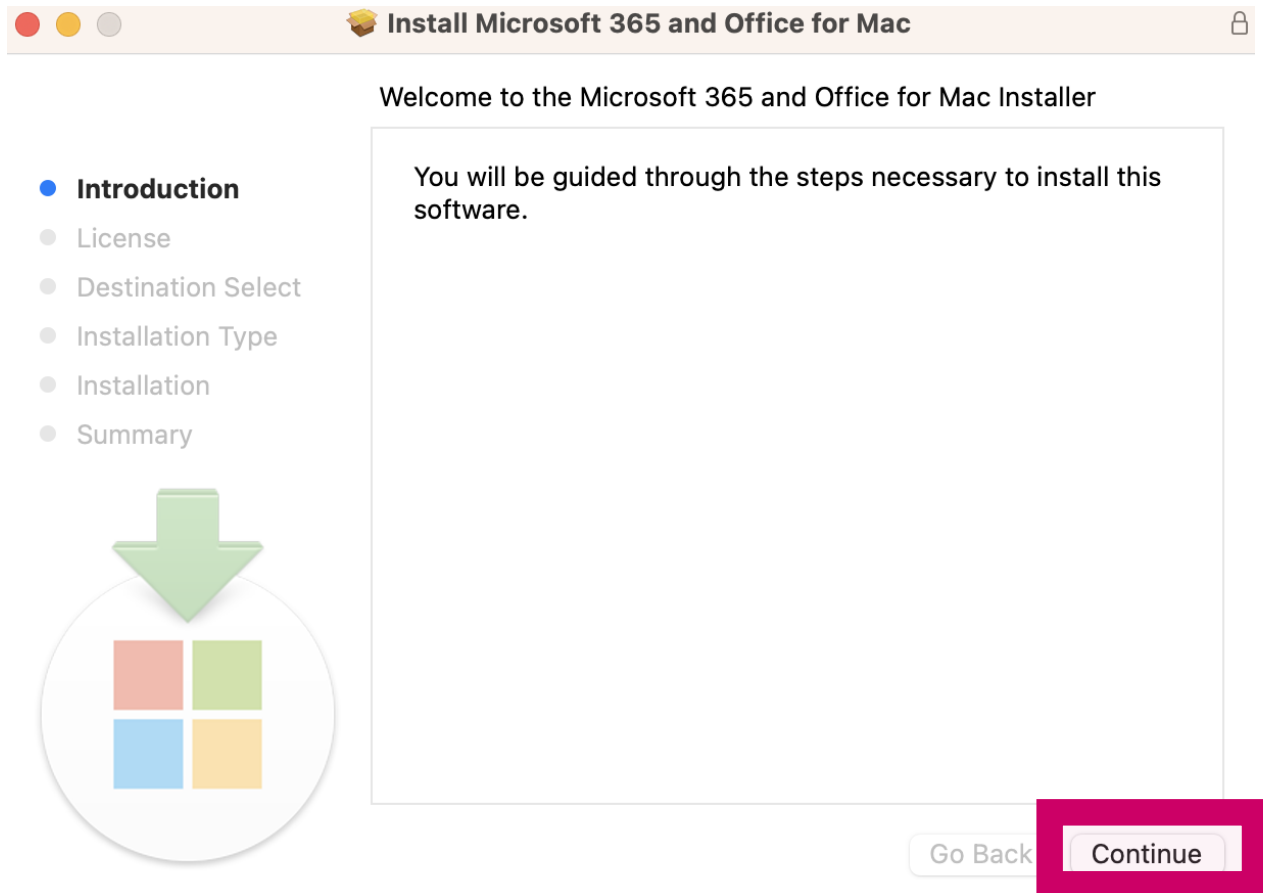 Install Microsoft 365 and Office for Mac
Welcome to the Microsoft 365 and Office for Mac Installer
Introduction
License
Destination Select
Installation Type
Installation
Summary
You will be guided through the steps necessary to install this
software.
Go Back
Continue